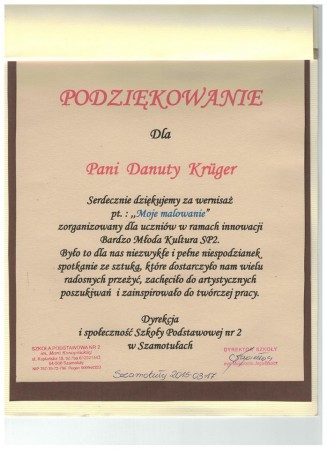 PODZIĘKOWANIE
Dla
Pani Danuty Krüger
Serdecznie dziękujemy za wernisaż
pt. : ,,Moje malowanie"
zorganizowany dla uczniów w ramach innowacji
Bardzo Młoda Kultura SP2.
Było to dla nas niezwykłe i pełne niespodzianek
spotkanie ze sztuką, które dostarczyło nam wielu
radosnych przeżyć, zachęciło do artystycznych
poszukiwań i zainspirowało do twórczej pracy.
Dyrekcja
i społeczność Szkoły Podstawowej nr 2
w Szamotułach
SZKOŁA PODSTAWOWA NR 2
DYREKTOR SZKOŁY
Szamotuły